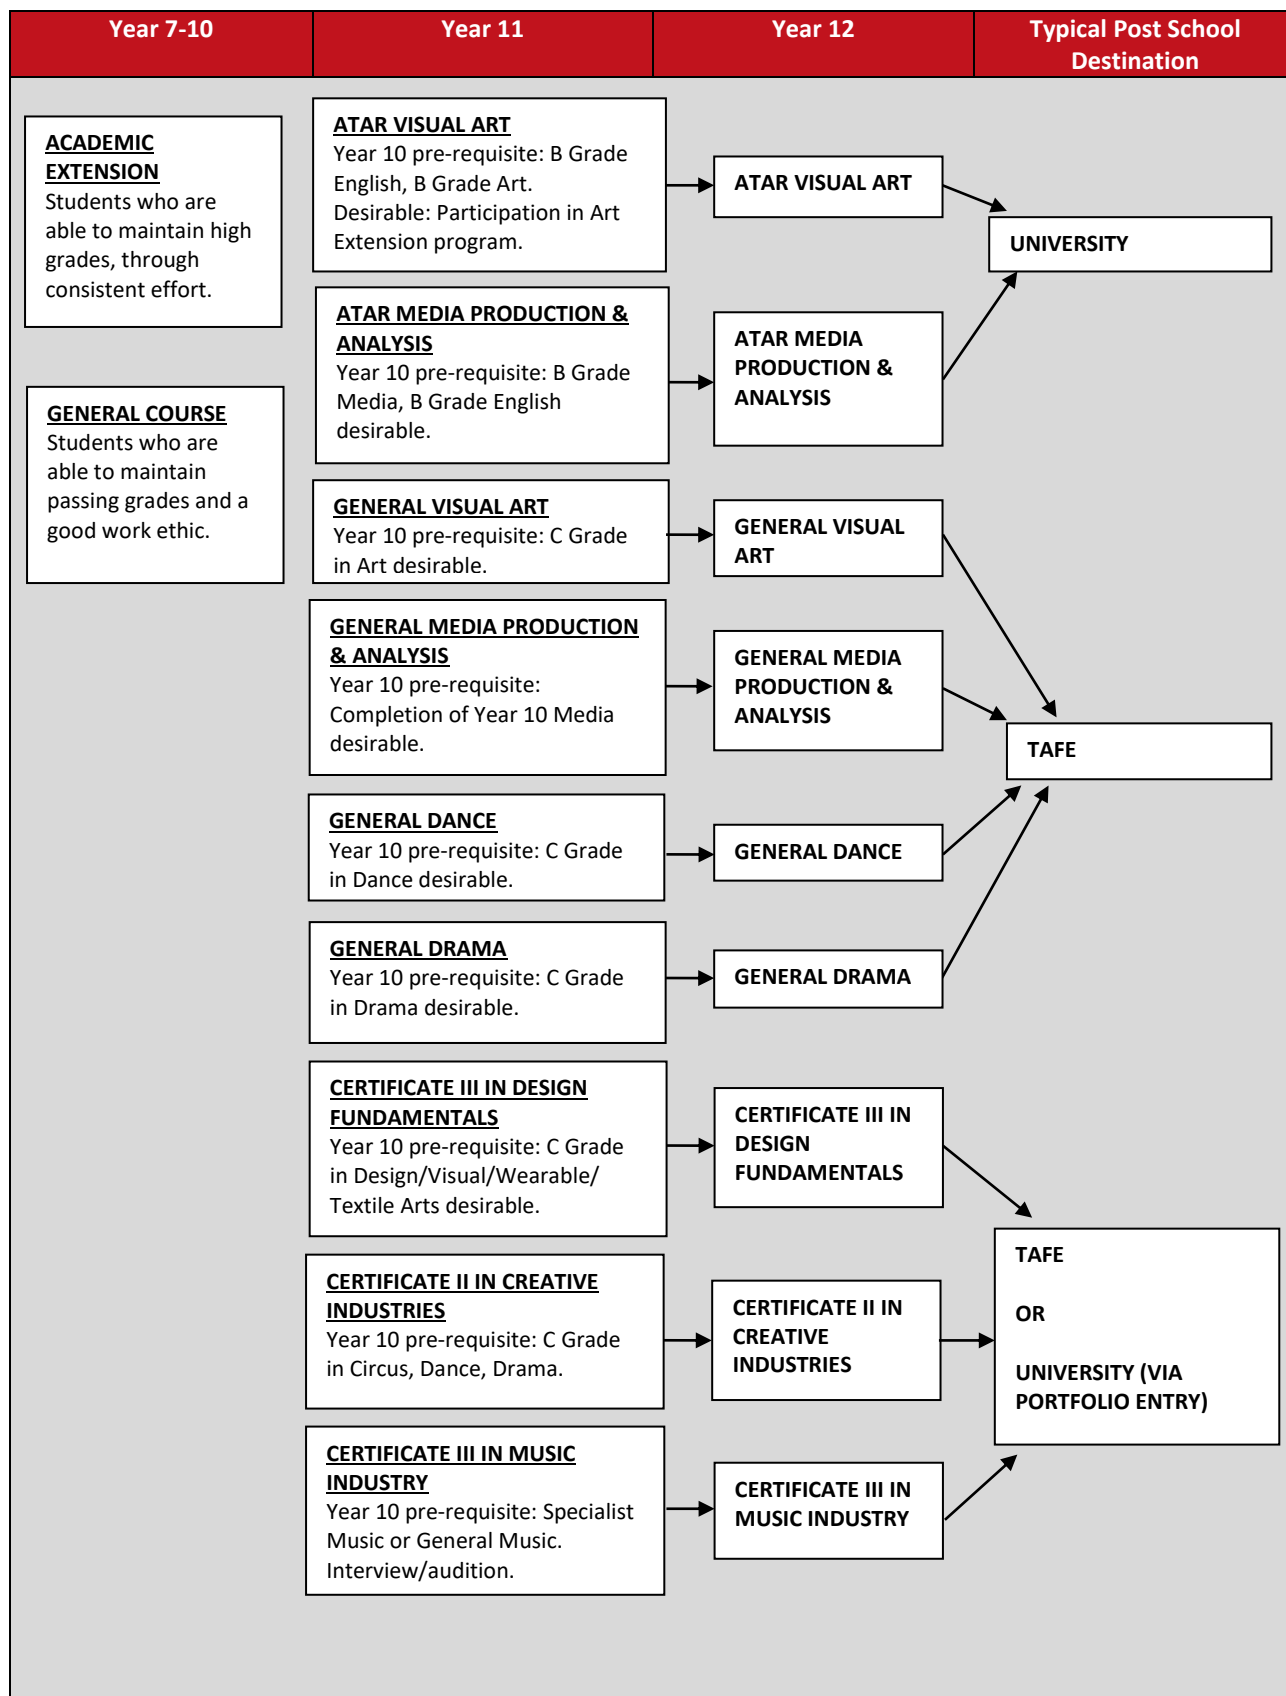 Year 7-10
Year 11
Year 12
Typical Post School
Destination
ACADEMIC
EXTENSION
Students who are
able to maintain high
grades, through
consistent effort.
GENERAL COURSE
Students who are
able to maintain
passing grades and a
good work ethic.
ATAR VISUAL ART
Year 10 pre-requisite: B Grade
English, B Grade Art.
Desirable: Participation in Art
Extension program.
ATAR MEDIA PRODUCTION &
ANALYSIS
Year 10 pre-requisite: B Grade
Media, B Grade English
desirable.
GENERAL VISUAL ART
Year 10 pre-requisite: C Grade
in Art desirable.
GENERAL MEDIA PRODUCTION
& ANALYSIS
Year 10 pre-requisite:
Completion of Year 10 Media
desirable.
GENERAL DANCE
Year 10 pre-requisite: C Grade
in Dance desirable.
GENERAL DRAMA
Year 10 pre-requisite: C Grade
in Drama desirable.
CERTIFICATE III IN DESIGN
FUNDAMENTALS
Year 10 pre-requisite: C Grade
in Design/Visual/Wearable/
Textile Arts desirable.
CERTIFICATE II IN CREATIVE
INDUSTRIES
Year 10 pre-requisite: C Grade
in Circus, Dance, Drama.
CERTIFICATE III IN MUSIC
INDUSTRY
Year 10 pre-requisite: Specialist
Music or General Music.
Interview/audition.
ATAR VISUAL ART
ATAR MEDIA
PRODUCTION &
ANALYSIS
GENERAL VISUAL
ART
GENERAL MEDIA
PRODUCTION &
ANALYSIS
GENERAL DANCE
GENERAL DRAMA
CERTIFICATE III IN
DESIGN
FUNDAMENTALS
CERTIFICATE II IN
CREATIVE
INDUSTRIES
CERTIFICATE III IN
MUSIC INDUSTRY
UNIVERSITY
TAFE
TAFE
OR
UNIVERSITY (VIA
PORTFOLIO ENTRY)